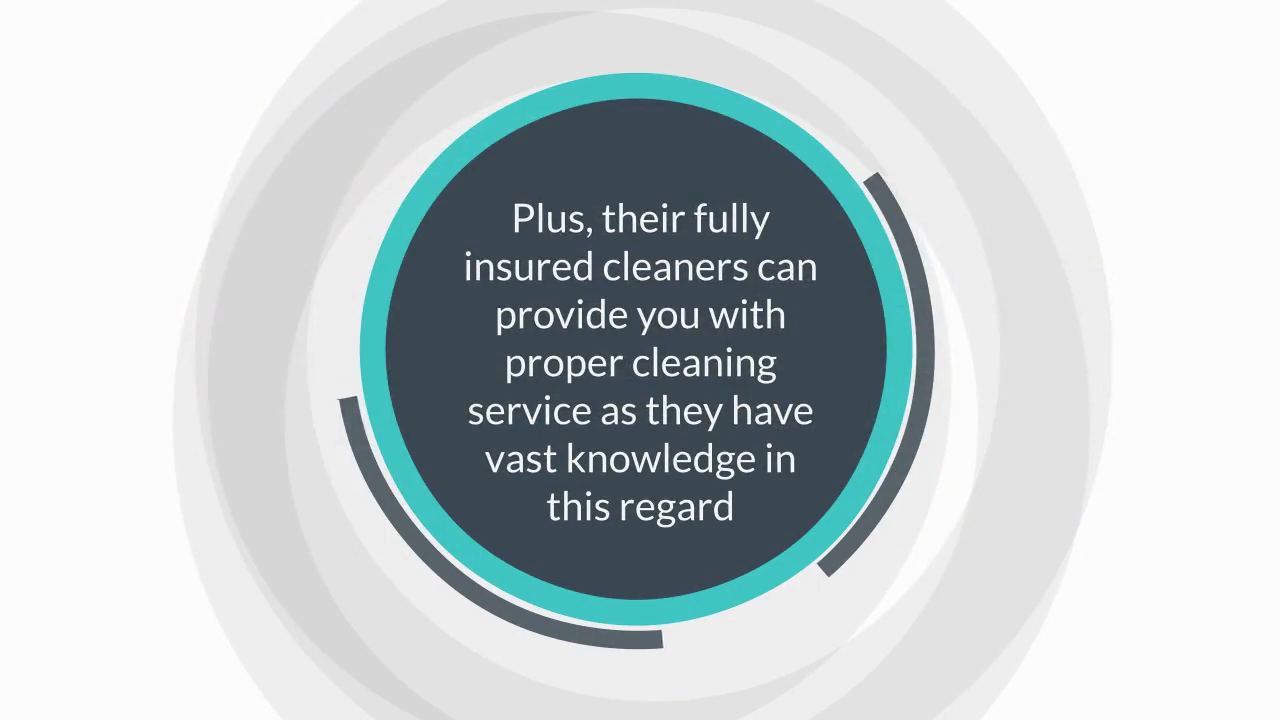 Plus, their fully
insured cleaners can
provide you with
proper cleaning
service as they have
vast knowledge in
this regard